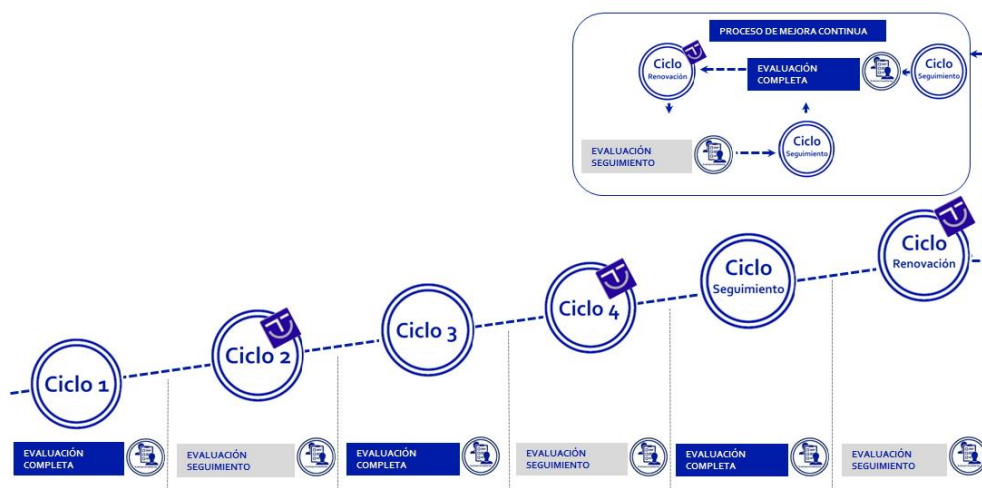 PROCESO DE MEJORA CONTINUA
Ciclo
Renovación
EVALUACIÓN
COMPLETA
Ciclo
Seguimiento
EVALUACIÓN
SEGUIMIENTO
Ciclo
Seguimiento
Ciclo 1
Ciclo 2
Ciclo 3
Ciclo 4
Ciclo
Seguimiento
Ciclo
Renovación
EVALUACIÓN
COMPLETA
EVALUACIÓN
SEGUIMIENTO
EVALUACIÓN
COMPLETA
EVALUACIÓN
SEGUIMIENTO
EVALUACIÓN
COMPLETA
EVALUACIÓN
SEGUIMIENTO